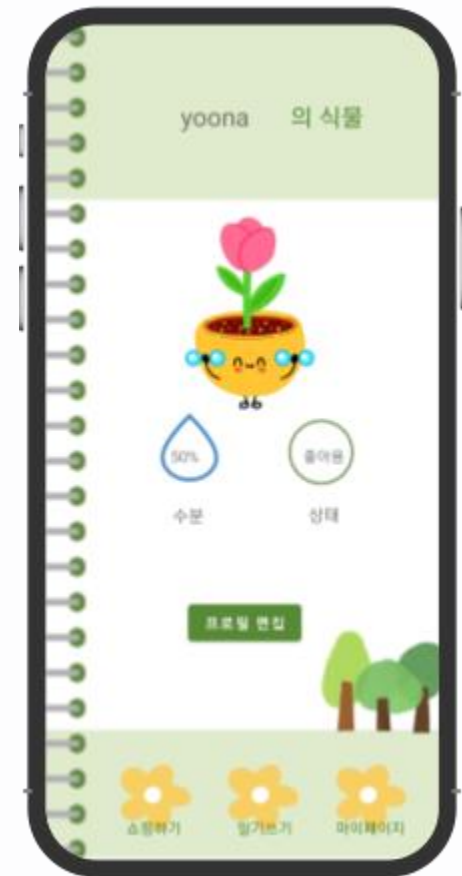 yoona 의 식물
50% 좋아용
수분 상태
프로필 편집
쇼핑하기 일기쓰기 마이페이지